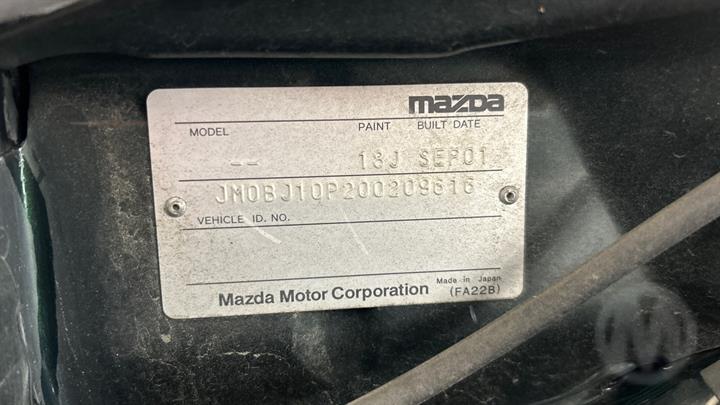 mazda
MODEL PAINT BUILT DATE
-- 18J SEP01
JM0BJ10P200209616
VEHICLE ID. NO.
Made in Japan
Mazda Motor Corporation (FA22B)